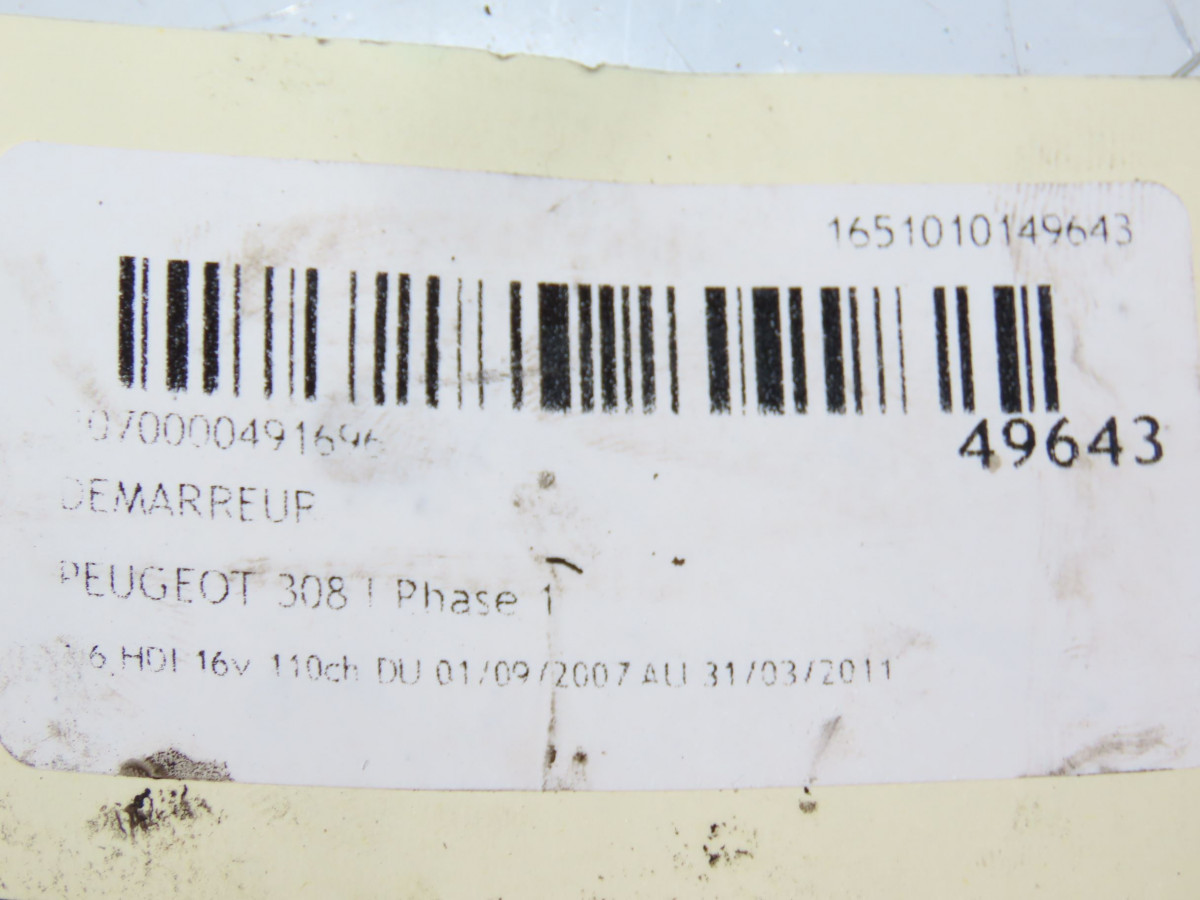 1651010149643
49643
DEMARREUR
PEUGEOT 308 I Phase 1
HDI 16v 110ch DU 01/09/2007 AU 31/03/2011